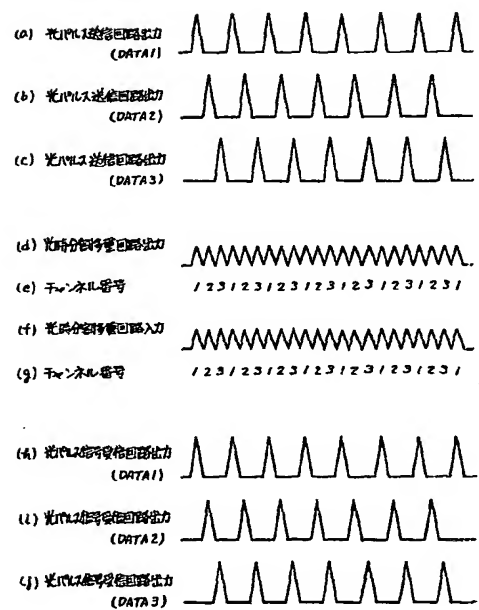 (a) 光パルス送信回路出力
(DATA1)
(b) 光パルス送信回路出力
(DATA2)
(c) 光パルス送信回路出力
(DATA3)
(d) 光時分割多重回路出力
(e) チャンネル番号 1 2 3 1 2 3 1 2 3 1 2 3 1 2 3 1 2 3 1 2 3 1
(f) 光時分割多重回路入力
(g) チャンネル番号 1 2 3 1 2 3 1 2 3 1 2 3 1 2 3 1 2 3 1 2 3 1
(h) 光パルス信号受信回路出力
(DATA1)
(i) 光パルス信号受信回路出力
(DATA2)
(j) 光パルス信号受信回路出力
(DATA3)